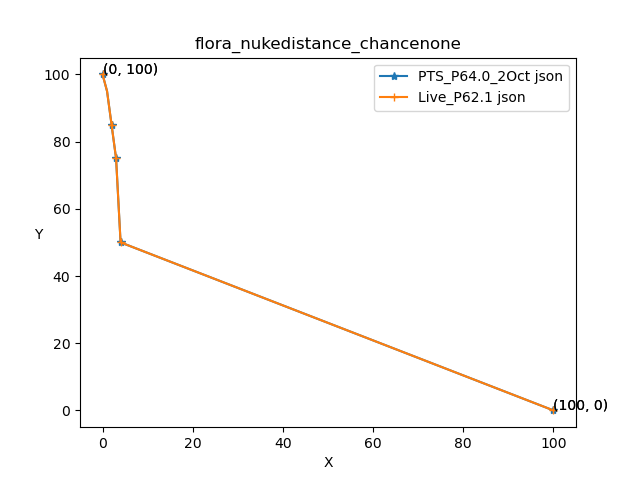 flora_nukedistance_chancenone
PTS_P64.0_2Oct json
Live_P62.1 json
(0, 100)
(100, 0)
Y
100
80
60
40
20
0
0 20 40 60 80 100
X